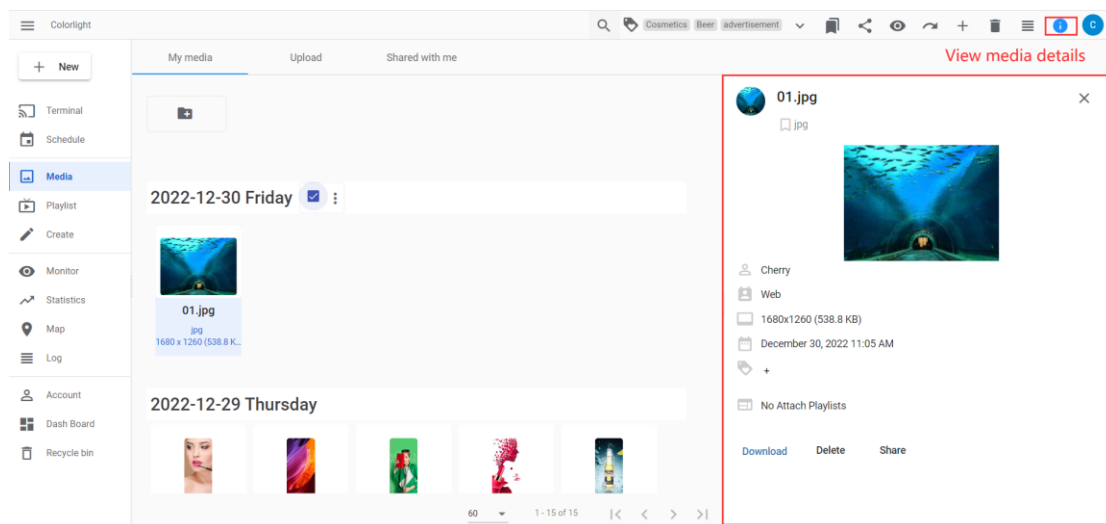 Colorlight
Cosmetics Beer advertisement
C
View media details
+ New
Terminal
Schedule
Media
Playlist
Create
Monitor
Statistics
Map
Log
Account
Dash Board
Recycle bin
My media Upload Shared with me
2022-12-30 Friday
01.jpg
jpg
1680 x 1260 (538.8 K...
2022-12-29 Thursday
60 1 - 15 of 15
01.jpg
jpg
Cherry
Web
1680x1260 (538.8 KB)
December 30, 2022 11:05 AM
+
No Attach Playlists
Download Delete Share